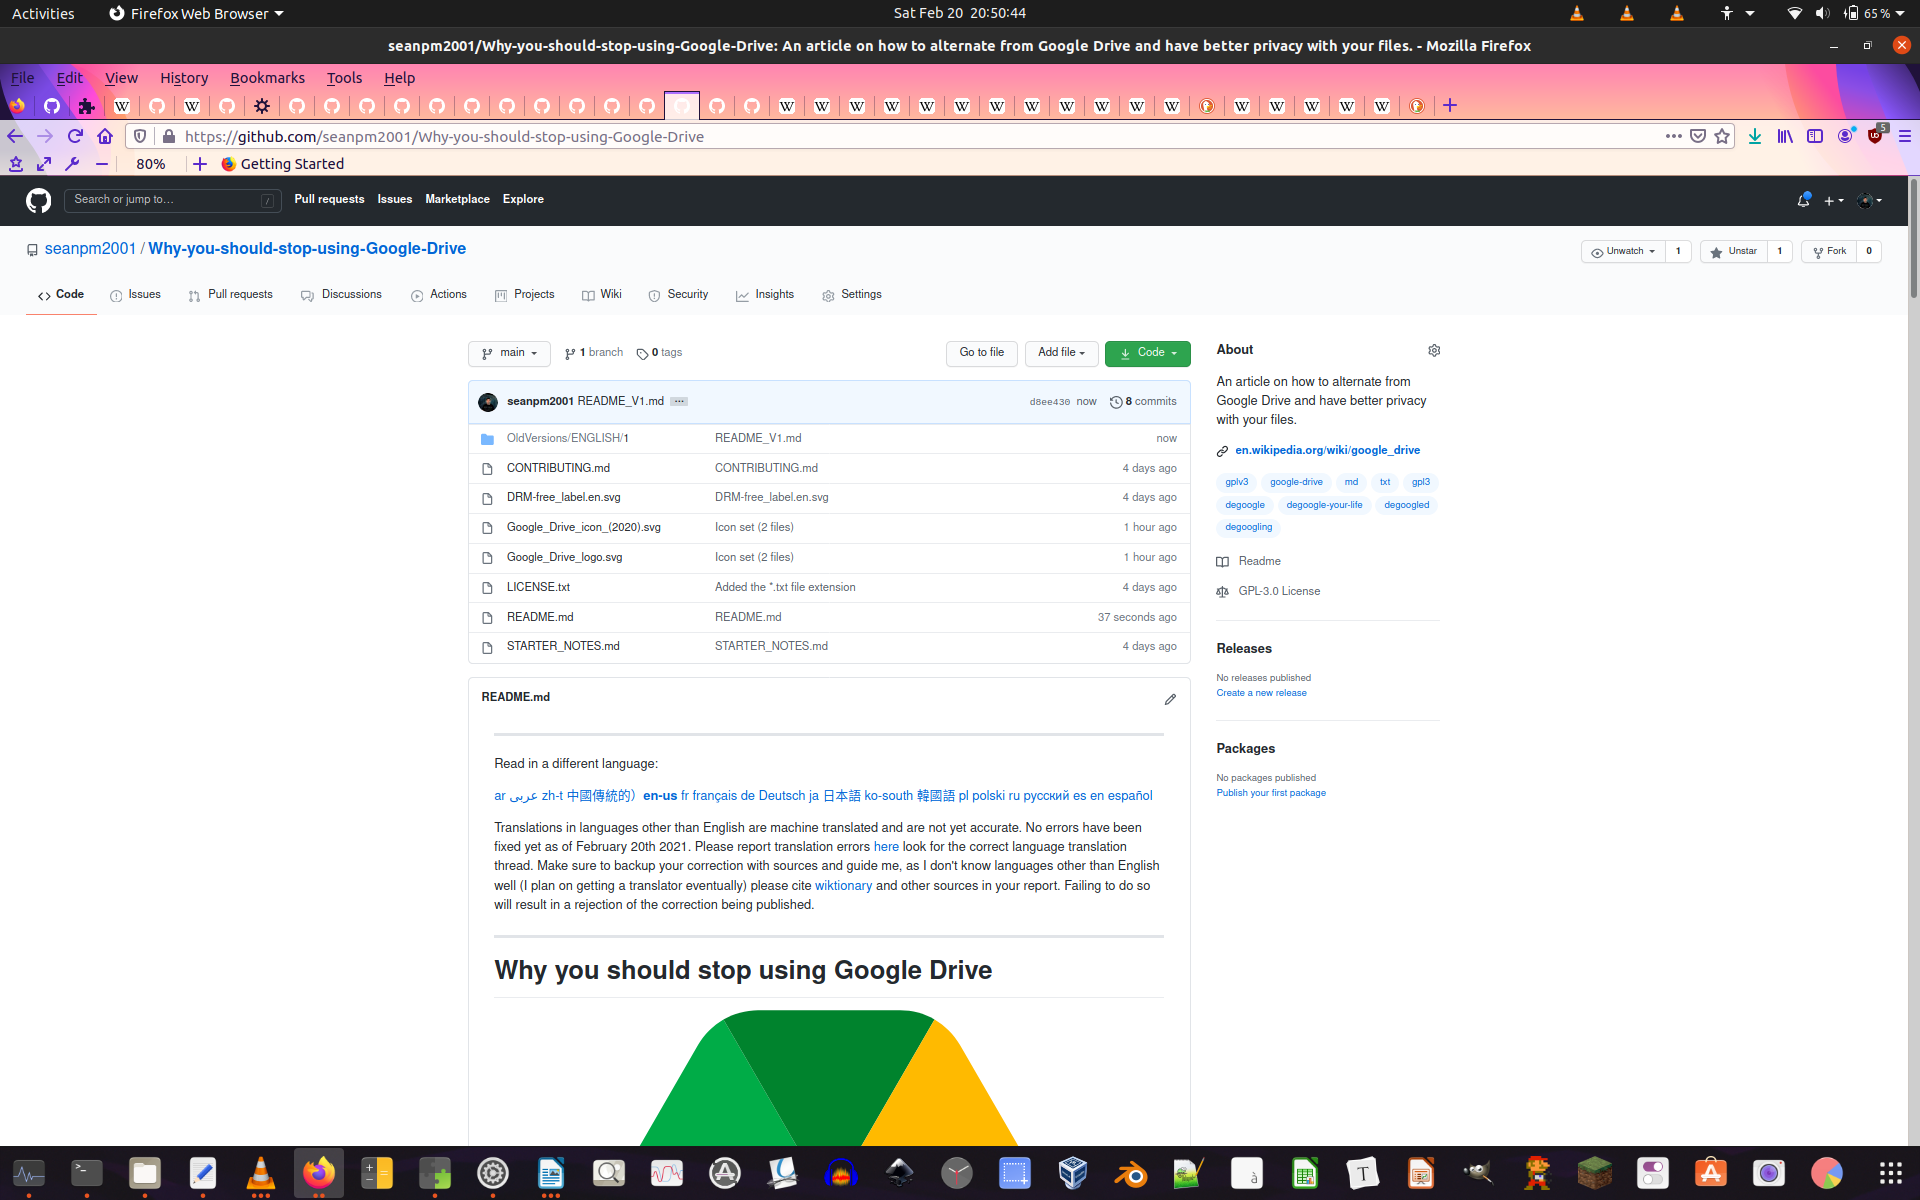 Activities Firefox Web Browser Sat Feb 20 20:50:44 65 %
seanpm2001/Why-you-should-stop-using-Google-Drive: An article on how to alternate from Google Drive and have better privacy with your files. - Mozilla Firefox
File Edit View History Bookmarks Tools Help
https://github.com/seanpm2001/Why-you-should-stop-using-Google-Drive 5
80% Getting Started
Search or jump to… / Pull requests Issues Marketplace Explore
seanpm2001 / Why-you-should-stop-using-Google-Drive Unwatch 1 Unstar 1 Fork 0
Code Issues Pull requests Discussions Actions Projects Wiki Security Insights Settings
main 1 branch 0 tags Go to file Add file Code
seanpm2001 README_V1.md d8ee430 now 8 commits
OldVersions/ENGLISH/1 README_V1.md now
CONTRIBUTING.md CONTRIBUTING.md 4 days ago
DRM-free_label.en.svg DRM-free_label.en.svg 4 days ago
Google_Drive_icon_(2020).svg Icon set (2 files) 1 hour ago
Google_Drive_logo.svg Icon set (2 files) 1 hour ago
LICENSE.txt Added the *.txt file extension 4 days ago
README.md README.md 37 seconds ago
STARTER_NOTES.md STARTER_NOTES.md 4 days ago
About
An article on how to alternate from
Google Drive and have better privacy
with your files.
en.wikipedia.org/wiki/google_drive
gplv3 google-drive md txt gpl3
degoogle degoogle-your-life degoogled
degoogling
Readme
GPL-3.0 License
Releases
No releases published
Create a new release
Packages
No packages published
Publish your first package
README.md
Read in a different language:
ar عربى zh-t 中國傳統的） en-us fr français de Deutsch ja 日本語 ko-south 韓國語 pl polski ru русский es en español
Translations in languages other than English are machine translated and are not yet accurate. No errors have been
fixed yet as of February 20th 2021. Please report translation errors here look for the correct language translation
thread. Make sure to backup your correction with sources and guide me, as I don't know languages other than English
well (I plan on getting a translator eventually) please cite wiktionary and other sources in your report. Failing to do so
will result in a rejection of the correction being published.
Why you should stop using Google Drive